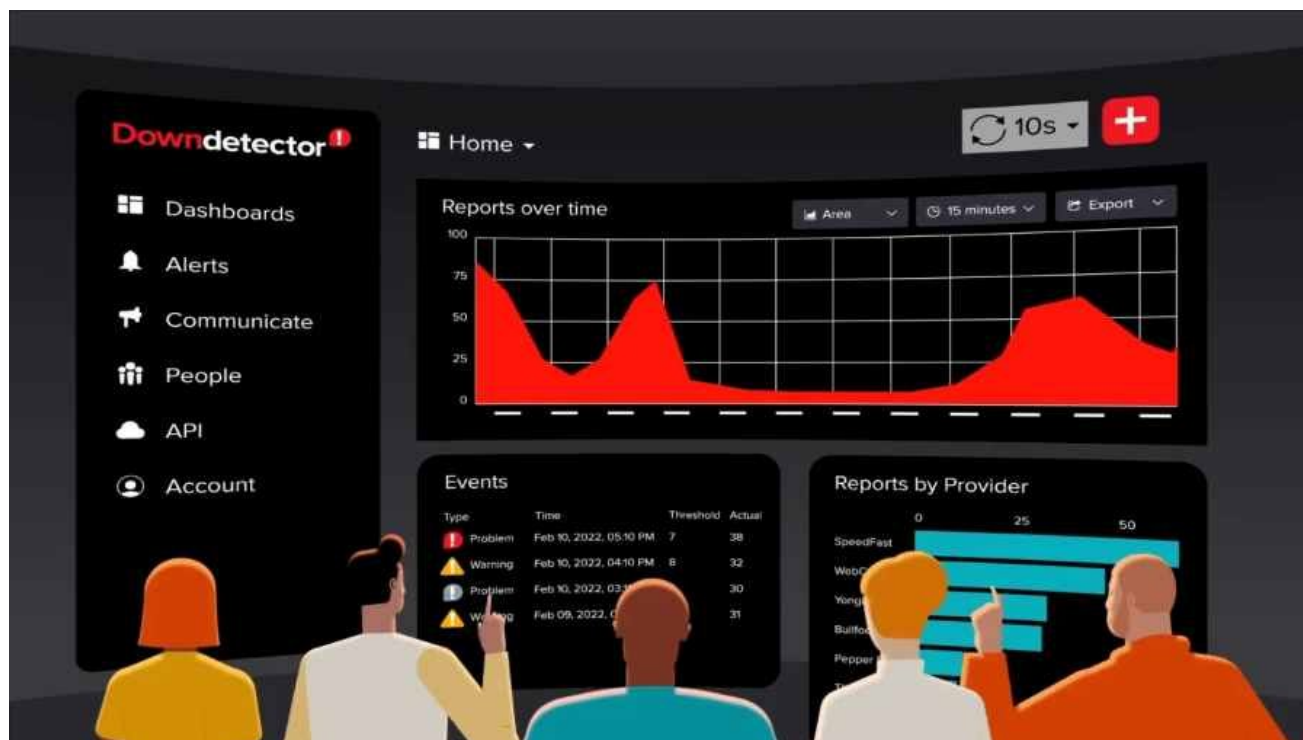 Downdetector
Dashboards
Alerts
Communicate
People
API
Account
Home
10s
Reports over time
Area
15 minutes
Export
100
75
50
25
0
Events
Type Time Threshold Actual
Problem Feb 10, 2022, 05:10 PM 7 38
Warning Feb 10, 2022, 04:10 PM 8 32
Problem Feb 10, 2022, 30
Feb 09, 2022, 31
Reports by Provider
0 25 50
SpeedFast
Pepper